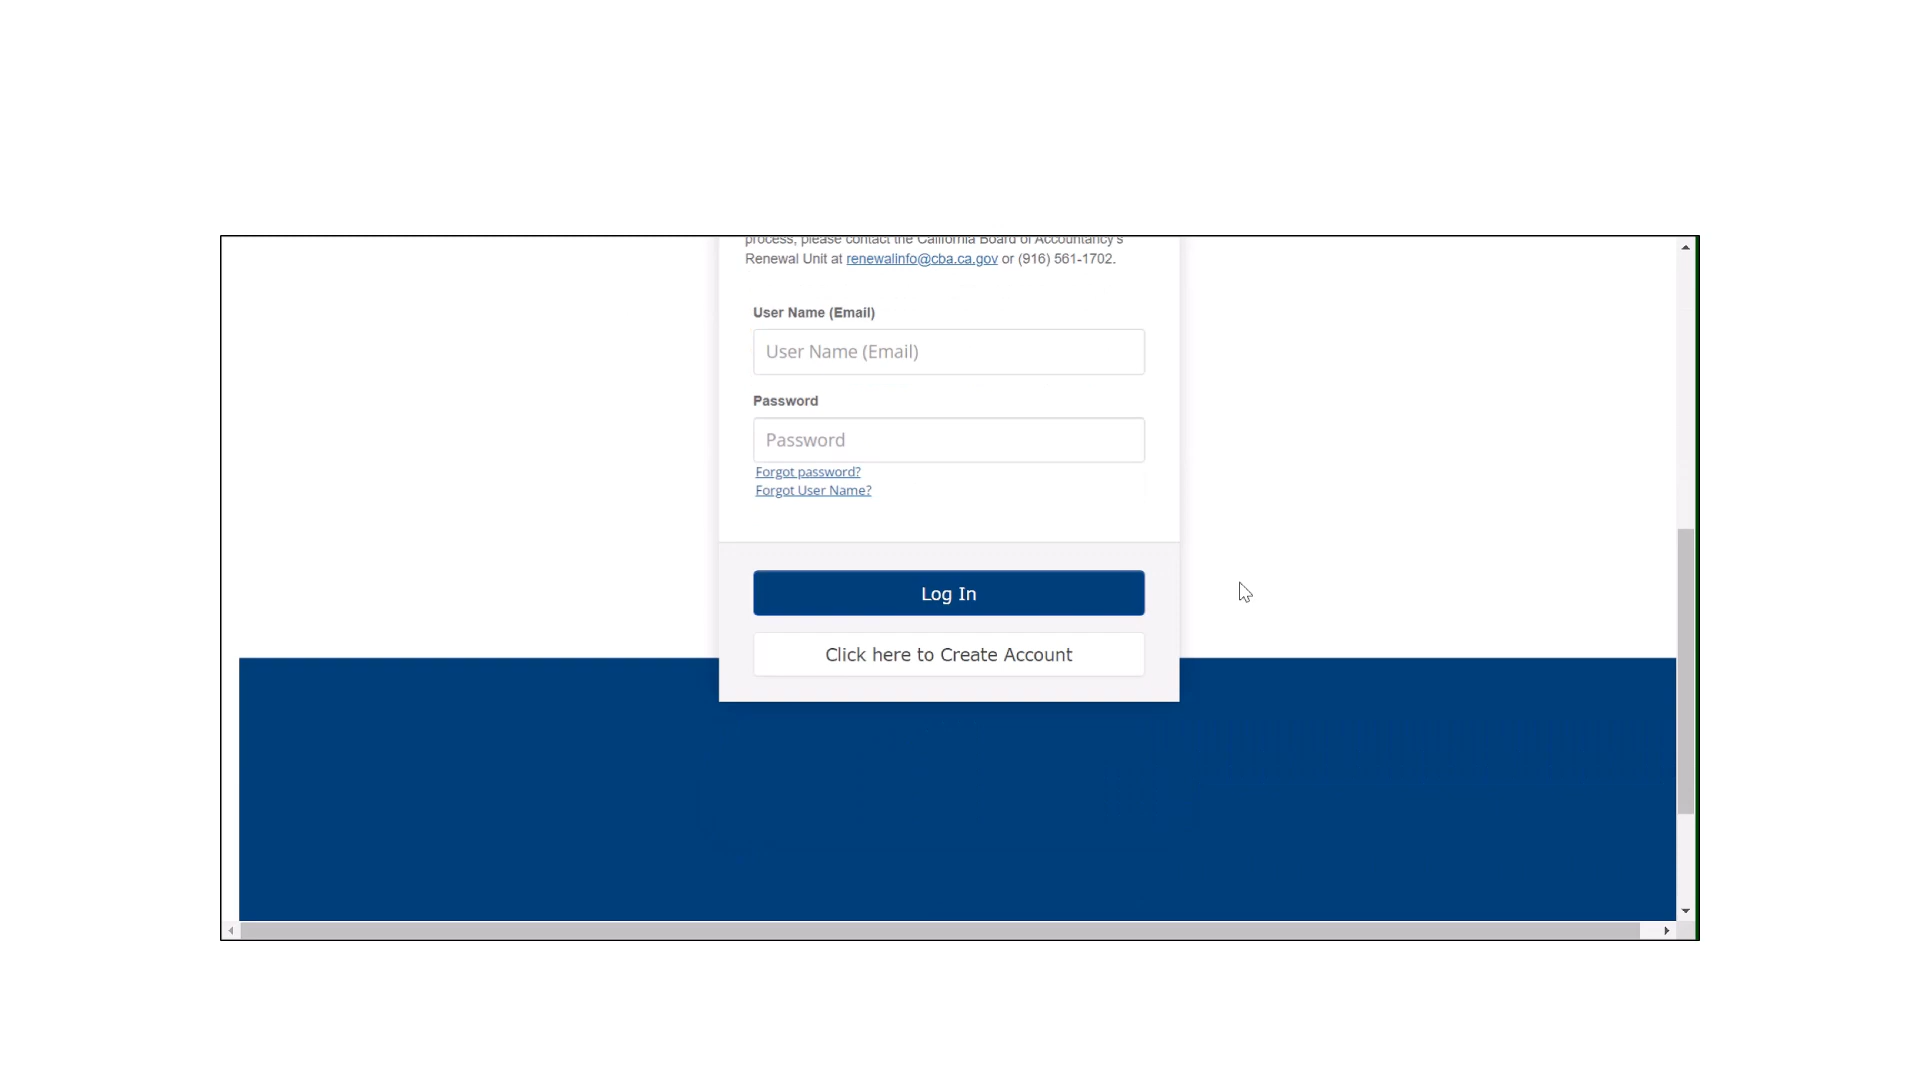 process, please contact the California Board of Accountancy's
Renewal Unit at renewalinfo@cba.ca.gov or (916) 561-1702.
User Name (Email)
User Name (Email)
Password
Password
Forgot password?
Forgot User Name?
Log In
Click here to Create Account